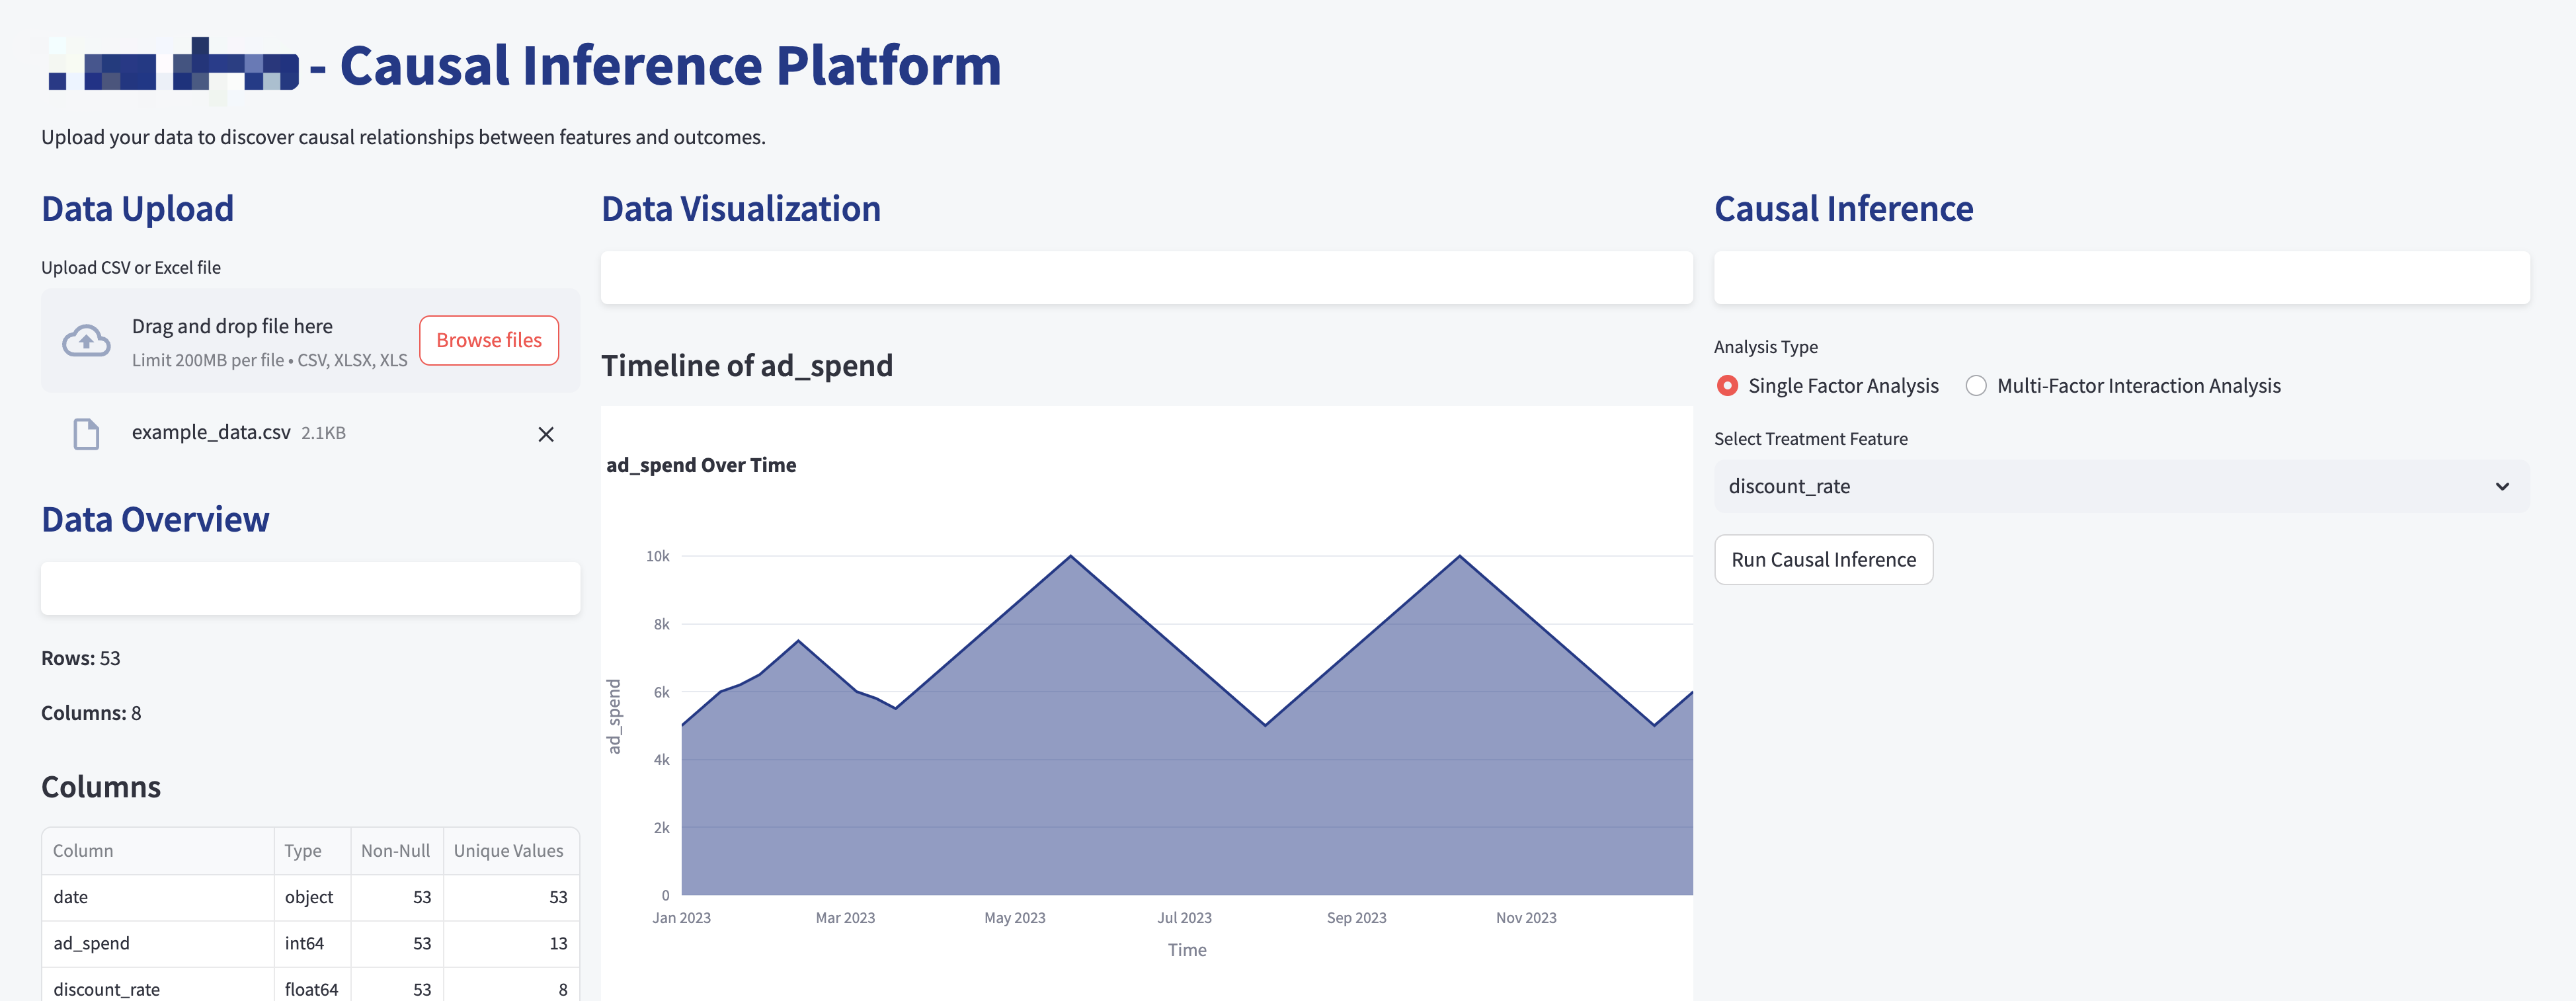 - Causal Inference Platform
Upload your data to discover causal relationships between features and outcomes.
Data Upload
Upload CSV or Excel file
Drag and drop file here
Limit 200MB per file • CSV, XLSX, XLS
Browse files
example_data.csv 2.1KB
Data Overview
Rows: 53
Columns: 8
Columns
Column Type Non-Null Unique Values
date object 53 53
ad_spend int64 53 13
discount_rate float64 53 8
Data Visualization
Timeline of ad_spend
ad_spend Over Time
10k
8k
6k
4k
2k
0
ad_spend
Jan 2023 Mar 2023 May 2023 Jul 2023 Sep 2023 Nov 2023
Time
Causal Inference
Analysis Type
Single Factor Analysis Multi-Factor Interaction Analysis
Select Treatment Feature
discount_rate
Run Causal Inference